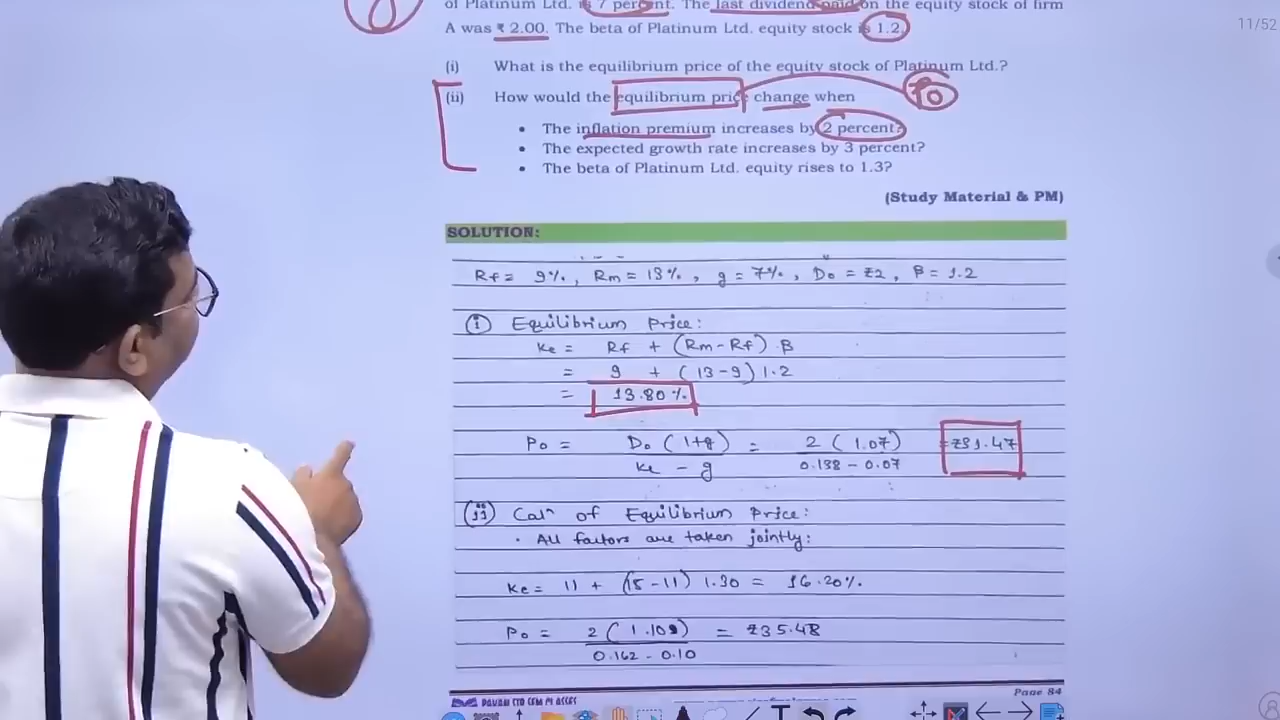 of Platinum Ltd. is 7 percent. The last dividend paid on the equity stock of firm
A was ₹ 2.00. The beta of Platinum Ltd. equity stock is 1.2.
11/52
(i) What is the equilibrium price of the equity stock of Platinum Ltd.?
(ii) How would the equilibrium price change when
P0
• The inflation premium increases by 2 percent?
• The expected growth rate increases by 3 percent?
• The beta of Platinum Ltd. equity rises to 1.3?
(Study Material & PM)
SOLUTION:
Rf = 9%, Rm = 13%, g = 7%, Do = ₹2, β = 1.2
(i) Equilibrium Price:
Ke = Rf + (Rm-Rf) β
= 9 + (13-9) 1.2
= 13.80%
Po = Do (1+g) / Ke - g = 2 (1.07) / 0.138 - 0.07 = ₹31.47
(ii) Calⁿ of Equilibrium Price:
• All factors are taken jointly:
Ke = 11 + (15-11) 1.30 = 16.20%
Po = 2 (1.10) / 0.162 - 0.10 = ₹35.48
Page 84